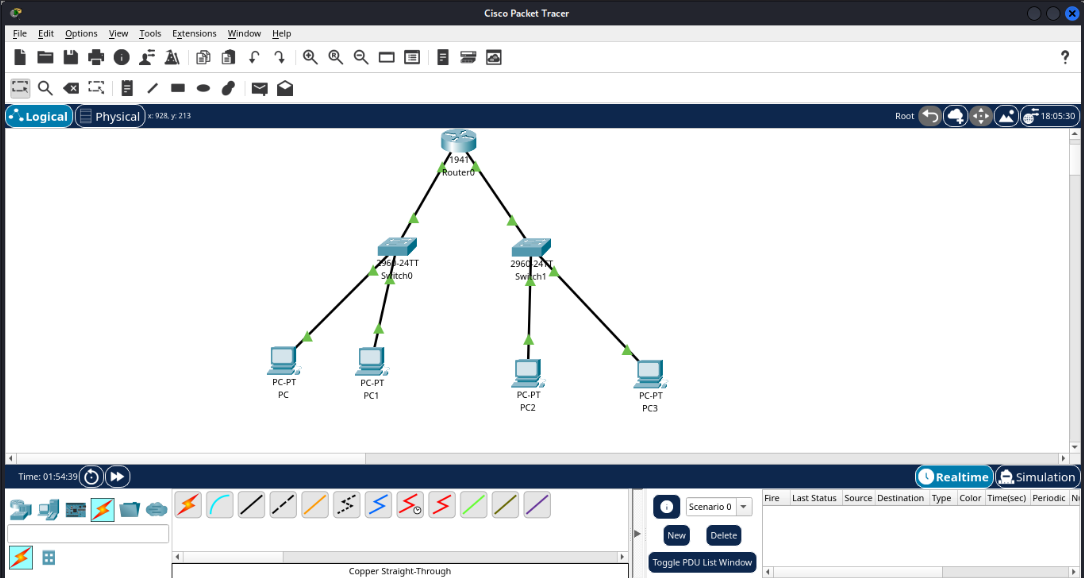 Cisco Packet Tracer
File Edit Options View Tools Extensions Window Help
?
Logical Physical x: 928, y: 213 Root 18:05:30
1941
Router0
2960-24TT
Switch0
2960-24TT
Switch1
PC-PT
PC
PC-PT
PC1
PC-PT
PC2
PC-PT
PC3
Time: 01:54:39 Realtime Simulation
Scenario 0
New Delete
Toggle PDU List Window
Fire Last Status Source Destination Type Color Time(sec) Periodic
Copper Straight-Through